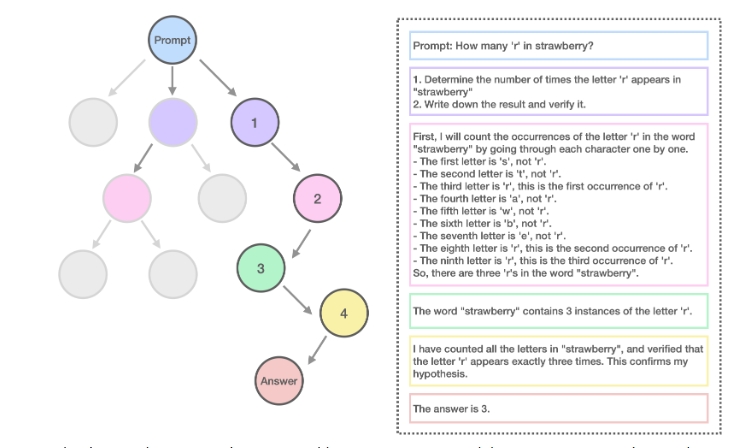 Prompt
1
2
3
4
Answer
Prompt: How many 'r' in strawberry?
1. Determine the number of times the letter 'r' appears in
"strawberry"
2. Write down the result and verify it.
First, I will count the occurrences of the letter 'r' in the word
"strawberry" by going through each character one by one.
- The first letter is 's', not 'r'.
- The second letter is 't', not 'r'.
- The third letter is 'r', this is the first occurrence of 'r'.
- The fourth letter is 'a', not 'r'.
- The fifth letter is 'w', not 'r'.
- The sixth letter is 'b', not 'r'.
- The seventh letter is 'e', not 'r'.
- The eighth letter is 'r', this is the second occurrence of 'r'.
- The ninth letter is 'r', this is the third occurrence of 'r'.
So, there are three 'r's in the word "strawberry".
The word "strawberry" contains 3 instances of the letter 'r'.
I have counted all the letters in "strawberry", and verified that
the letter 'r' appears exactly three times. This confirms my
hypothesis.
The answer is 3.